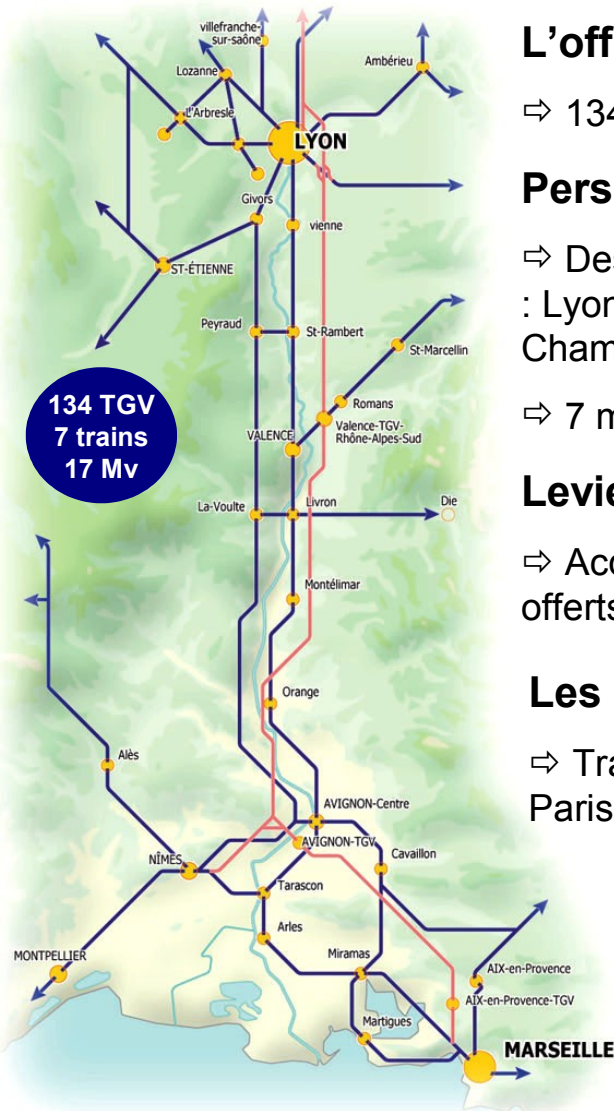 villefranche-
sur-saône
Lozanne
Ambérieu
L'Arbresle
LYON
Givors
vienne
ST-ÉTIENNE
Peyraud
St-Rambert
St-Marcellin
134 TGV
7 trains
17 Mv
Romans
VALENCE
Valence-TGV-
Rhône-Alpes-Sud
La-Voulte
Livron
Die
Montélimar
Orange
Alès
AVIGNON-Centre
AVIGNON-TGV
Cavaillon
NÎMES
Tarascon
Arles
MONTPELLIER
Miramas
AIX-en-Provence
AIX-en-Provence-TGV
Martigues
MARSEILLE
L'off
⇨ 134
Pers
⇨ De
: Lyon
Cham
⇨ 7 m
Levie
⇨ Acc
offerts
Les
⇨ Tra
Paris